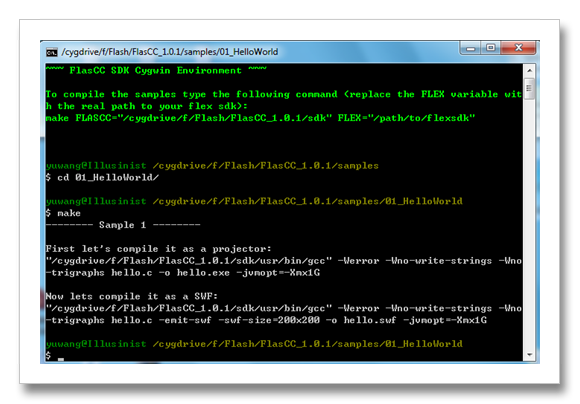 /cygdrive/f/Flash/FlasCC_1.0.1/samples/01_HelloWorld
~~~~ FlasCC SDK Cygwin Environment ~~~~
To compile the samples type the following command (replace the FLEX variable wit
h the real path to your flex sdk):
make FLASCC="/cygdrive/f/Flash/FlasCC_1.0.1/sdk" FLEX="/path/to/flexsdk"
yuwang@Illusinist /cygdrive/f/Flash/FlasCC_1.0.1/samples
$ cd 01_HelloWorld/
yuwang@Illusinist /cygdrive/f/Flash/FlasCC_1.0.1/samples/01_HelloWorld
$ make
-------- Sample 1 --------
First let's compile it as a projector:
"/cygdrive/f/Flash/FlasCC_1.0.1/sdk/usr/bin/gcc" -Werror -Wno-write-strings -Wno
-trigraphs hello.c -o hello.exe -jvmopt=-Xmx1G
Now lets compile it as a SWF:
"/cygdrive/f/Flash/FlasCC_1.0.1/sdk/usr/bin/gcc" -Werror -Wno-write-strings -Wno
-trigraphs hello.c -emit-swf -swf-size=200x200 -o hello.swf -jvmopt=-Xmx1G
yuwang@Illusinist /cygdrive/f/Flash/FlasCC_1.0.1/samples/01_HelloWorld
$